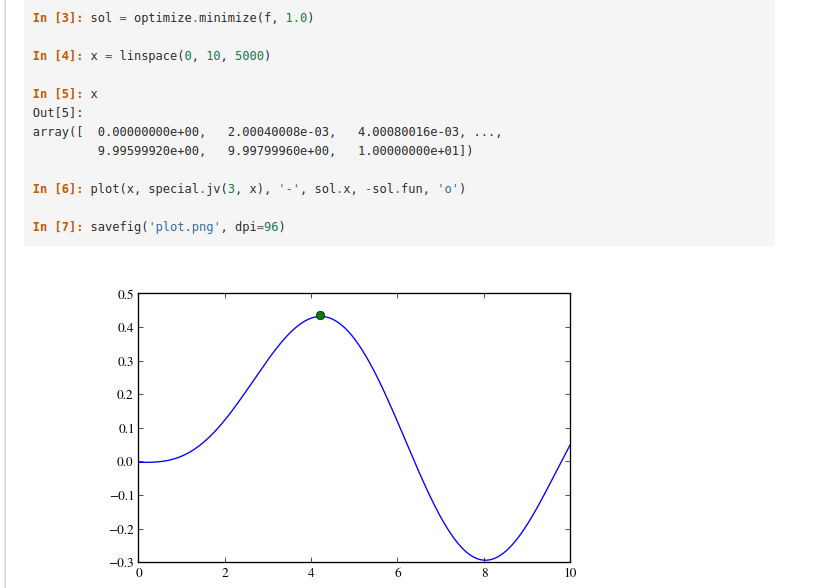 In [3]: sol = optimize.minimize(f, 1.0)
In [4]: x = linspace(0, 10, 5000)
In [5]: x
Out[5]:
array([  0.00000000e+00,   2.00040008e-03,   4.00080016e-03, ...,
         9.99599920e+00,   9.99799960e+00,   1.00000000e+01])
In [6]: plot(x, special.jv(3, x), '-', sol.x, -sol.fun, 'o')
In [7]: savefig('plot.png', dpi=96)
0.5
0.4
0.3
0.2
0.1
0.0
−0.1
−0.2
−0.3
0 2 4 6 8 10